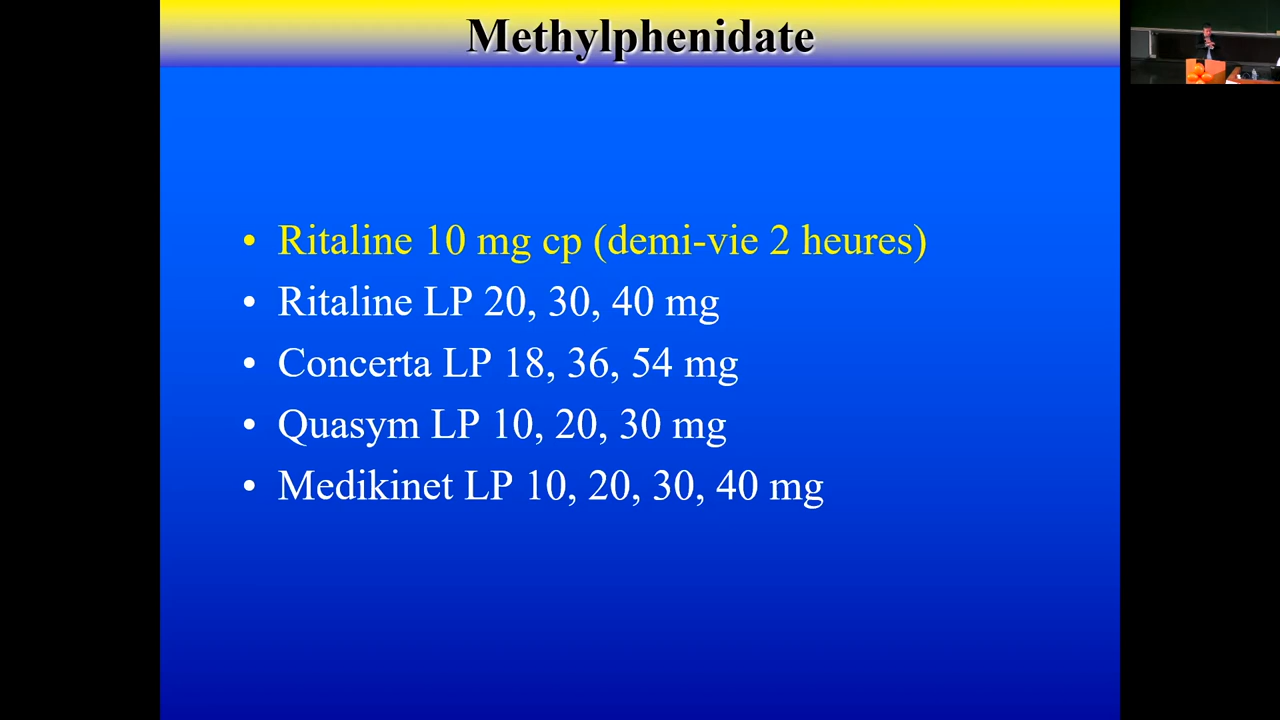 Methylphenidate
• Ritaline 10 mg cp (demi-vie 2 heures)
• Ritaline LP 20, 30, 40 mg
• Concerta LP 18, 36, 54 mg
• Quasym LP 10, 20, 30 mg
• Medikinet LP 10, 20, 30, 40 mg